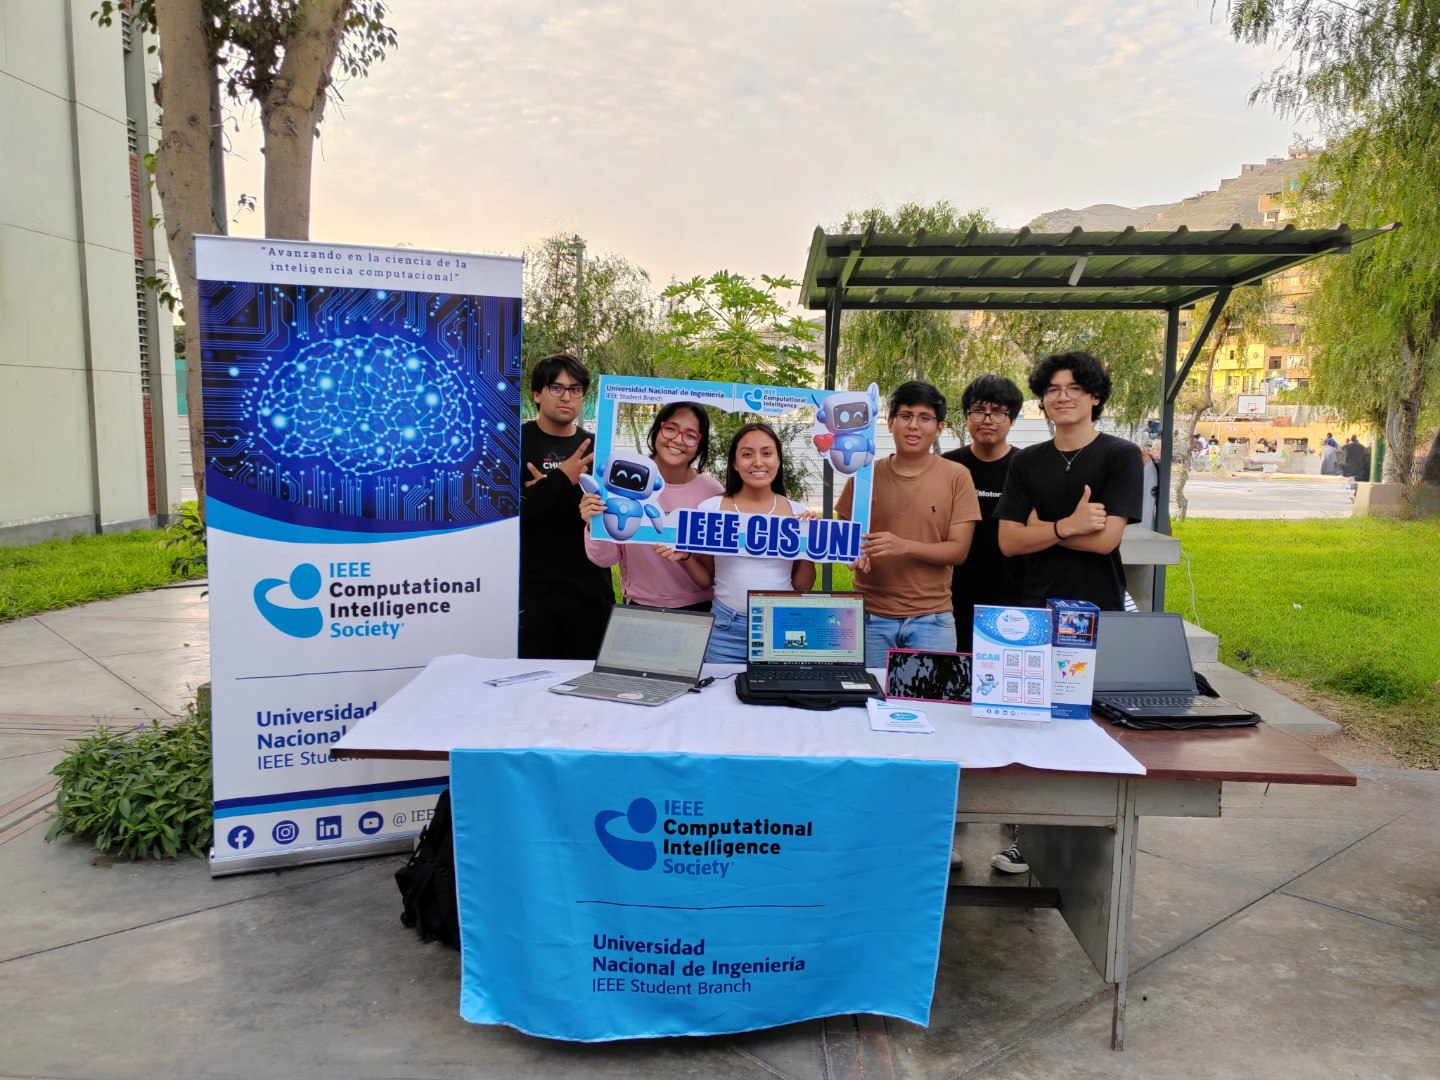 "Avanzando en la ciencia de la
inteligencia computacional"
IEEE
Computational
Intelligence
Society
Universidad
Nacional
IEEE
@ IEE
Universidad Nacional de Ingeniería
IEEE Student Branch
IEEE
Computational
Intelligence
Society
IEEE CIS UNI
SCAN
ME
IEEE
Computational
Intelligence
Society
Universidad
Nacional de Ingeniería
IEEE Student Branch